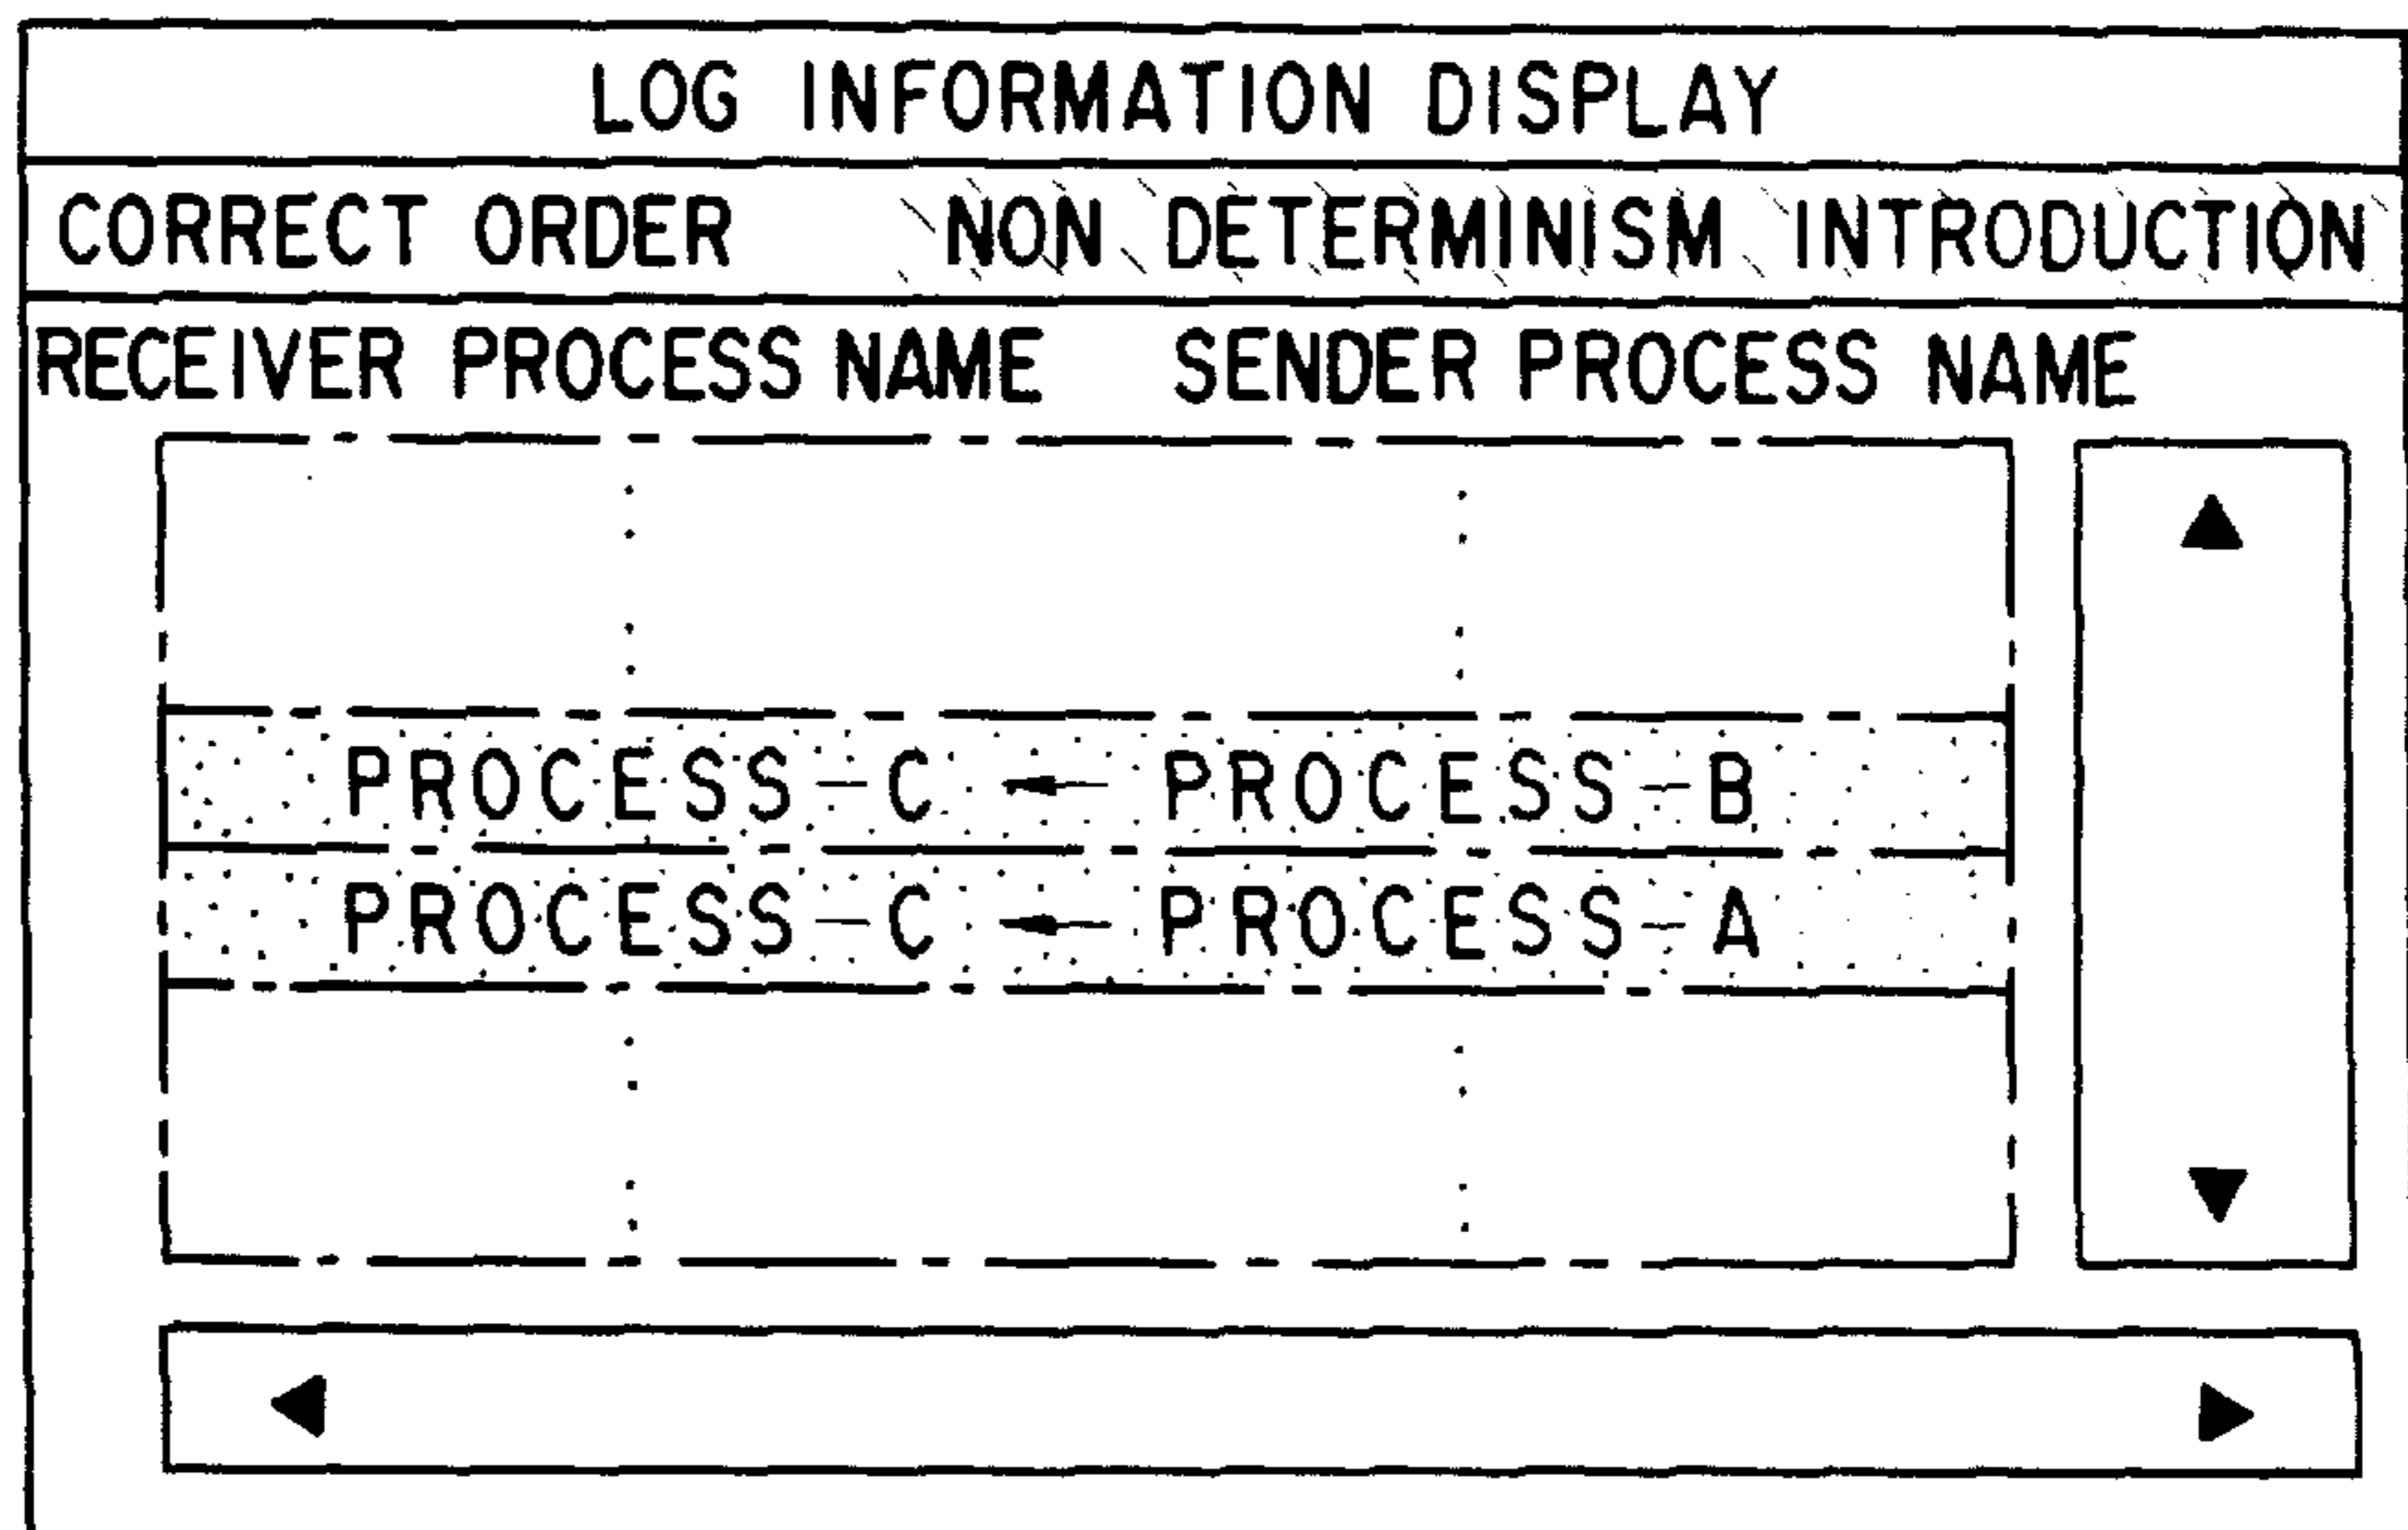 LOG INFORMATION DISPLAY
CORRECT ORDER NON DETERMINISM INTRODUCTION
RECEIVER PROCESS NAME SENDER PROCESS NAME
PROCESS-C ← PROCESS-B
PROCESS-C ← PROCESS-A